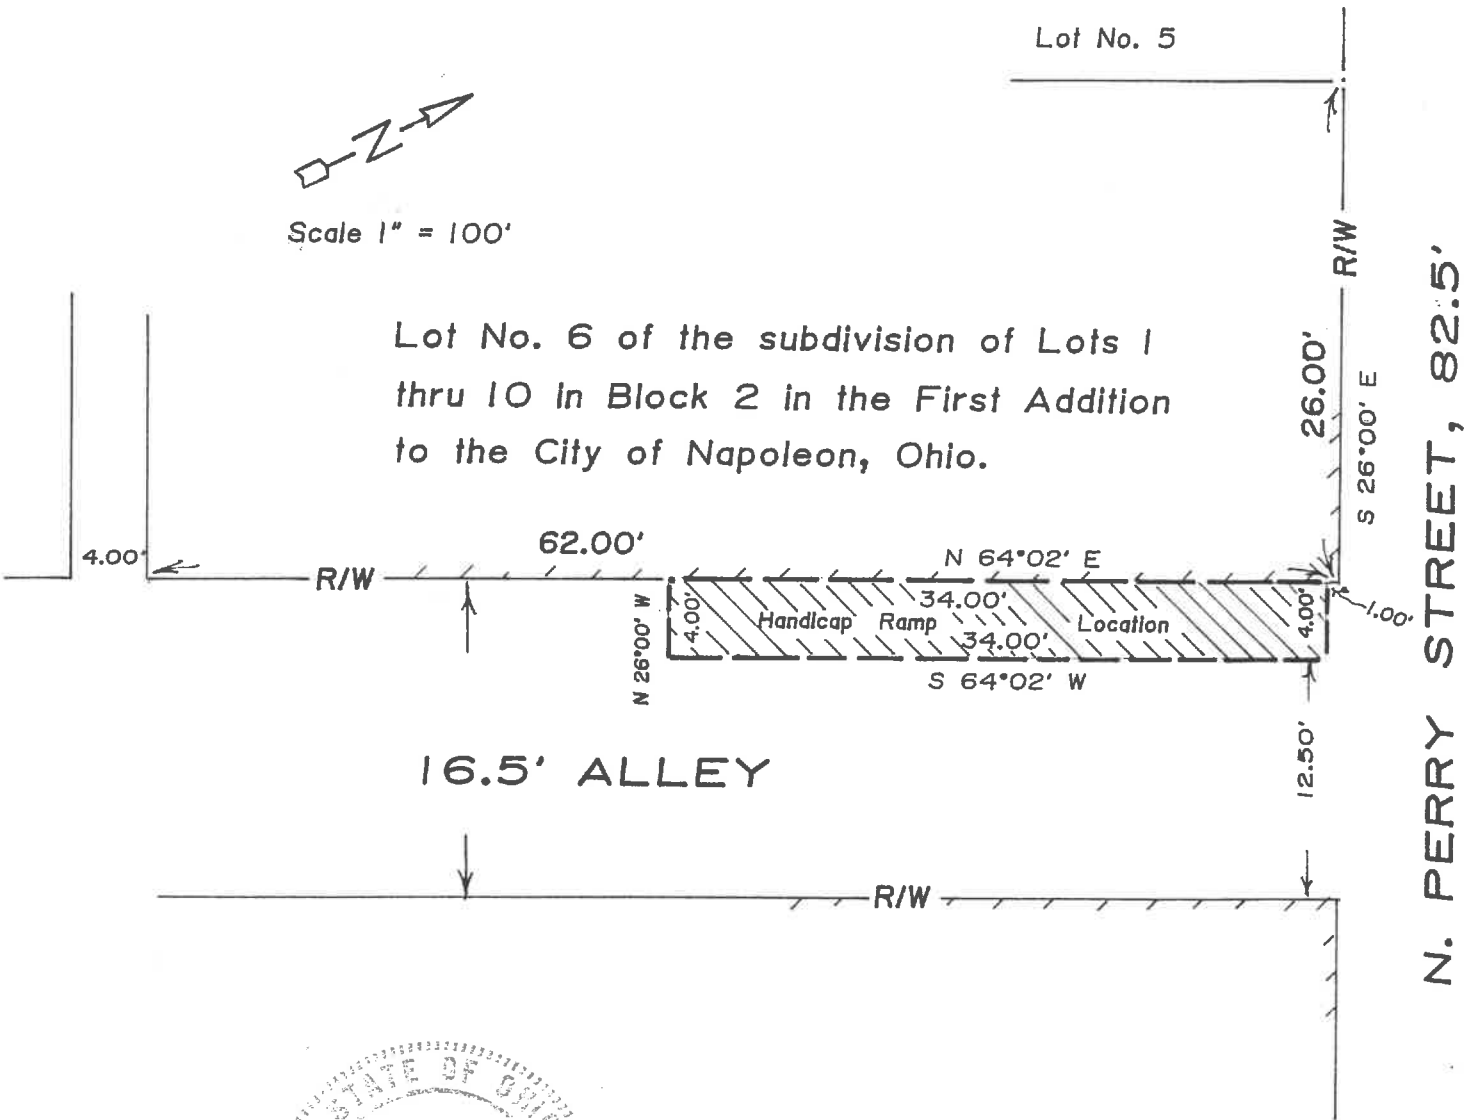 Lot No. 5
N
Scale 1" = 100'
R/W
Lot No. 6 of the subdivision of Lots 1
thru 10 in Block 2 in the First Addition
to the City of Napoleon, Ohio.
26.00'
S 26°00' E
N. PERRY STREET, 82.5'
4.00'
62.00'
R/W
N 64°02' E
N 26°00' W
4.00'
34.00'
Handicap Ramp Location
34.00'
4.00'
1.00'
S 64°02' W
16.5' ALLEY
12.50'
R/W
STATE OF OHIO